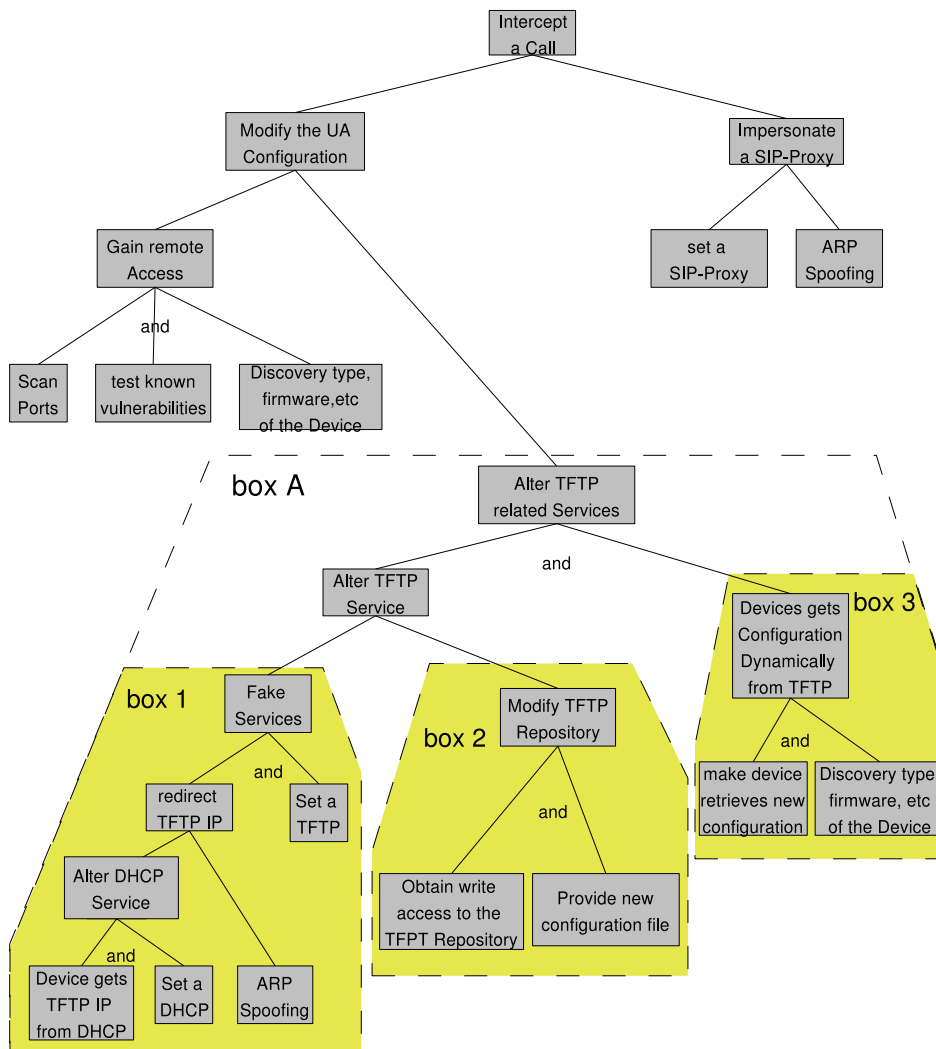 Intercept
a Call
Modify the UA
Configuration
Impersonate
a SIP-Proxy
Gain remote
Access
set a
SIP-Proxy
ARP
Spoofing
and
Scan
Ports
test known
vulnerabilities
Discovery type,
firmware,etc
of the Device
box A
Alter TFTP
related Services
and
Alter TFTP
Service
box 3
Devices gets
Configuration
Dynamically
from TFTP
box 1
Fake
Services
box 2
Modify TFTP
Repository
and
and
redirect
TFTP IP
Set a
TFTP
make device
retrieves new
configuration
Discovery type,
firmware, etc
of the Device
and
Alter DHCP
Service
Obtain write
access to the
TFPT Repository
Provide new
configuration file
and
Device gets
TFTP IP
from DHCP
Set a
DHCP
ARP
Spoofing